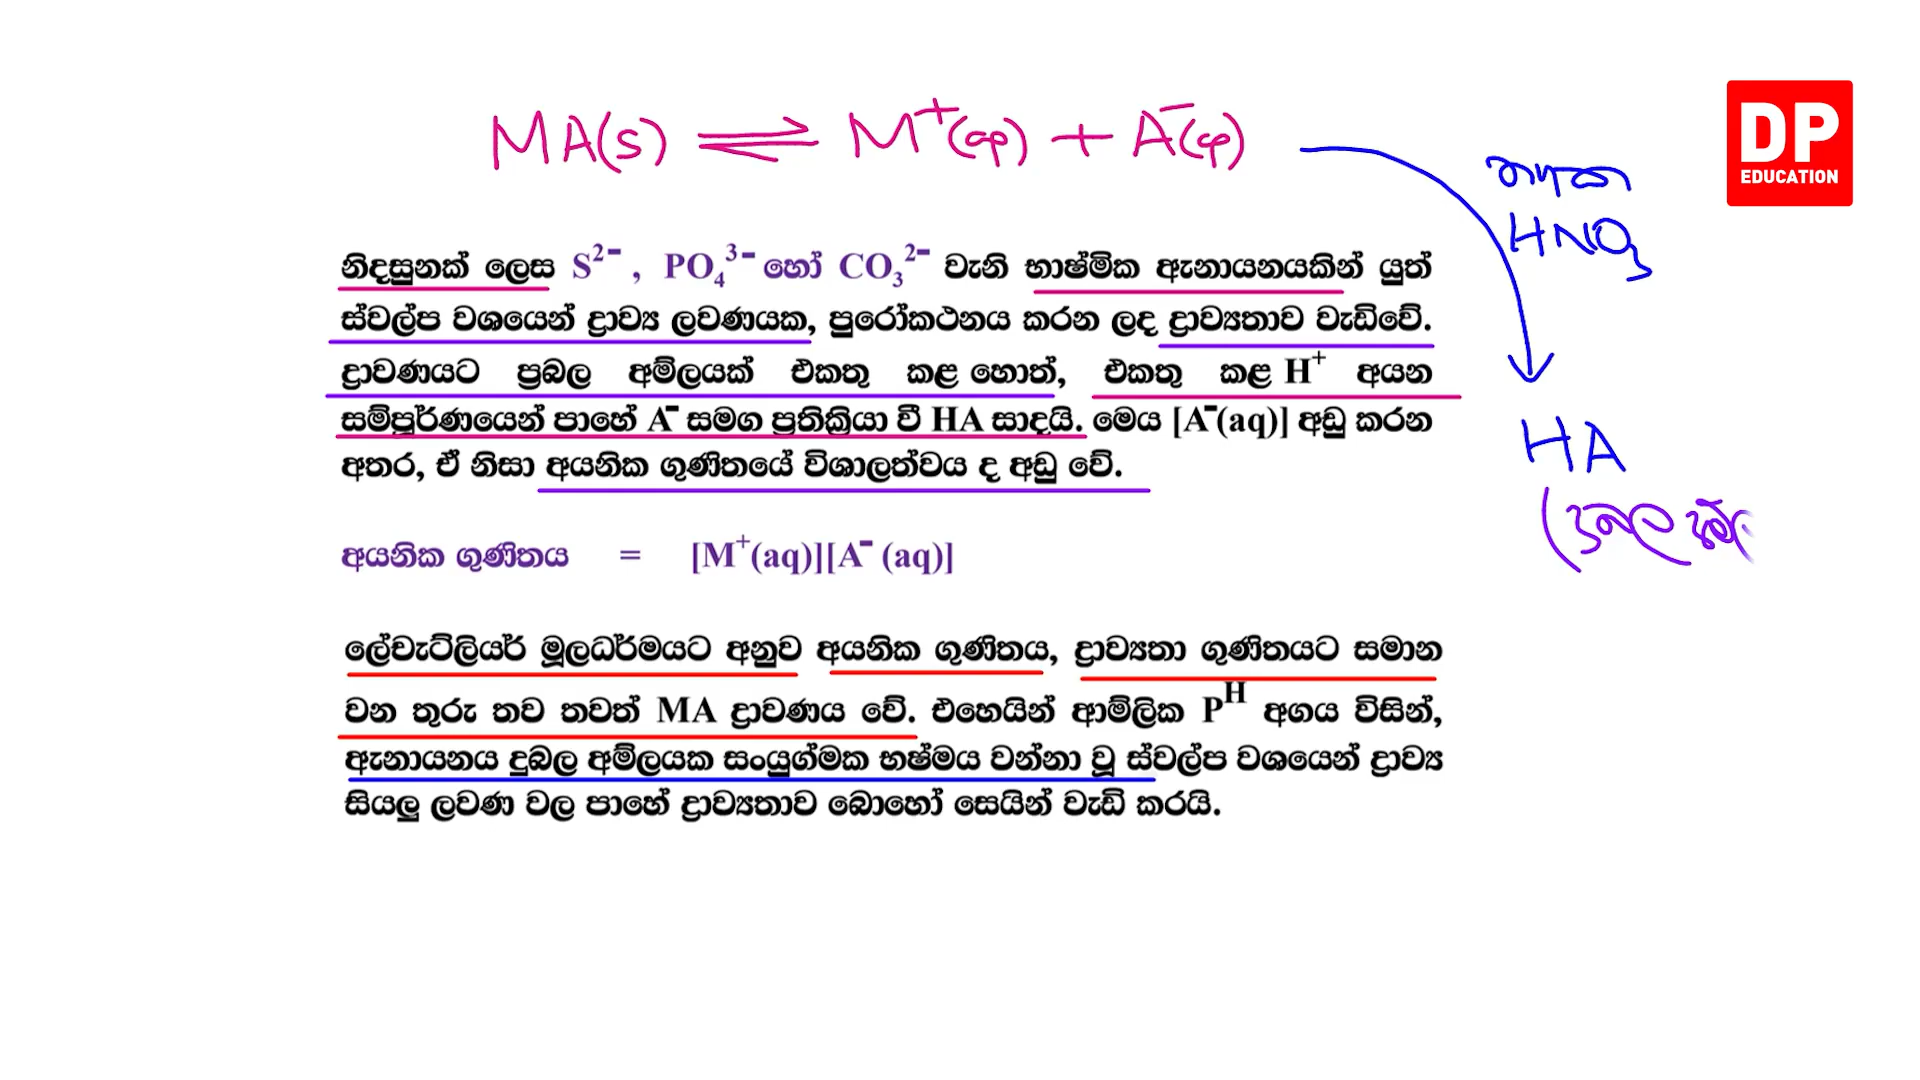 MA(s) ⇌ M⁺(aq) + A⁻(aq)
DP
EDUCATION
තනුක
HNO₃
නිදසුනක් ලෙස S²⁻ , PO₄³⁻ හෝ CO₃²⁻ වැනි භාෂ්මික ඇනායනයකින් යුත්
ස්වල්ප වශයෙන් ද්‍රාව්‍ය ලවණයක, පුරෝකථනය කරන ලද ද්‍රාව්‍යතාව වැඩිවේ.
ද්‍රාවණයට ප්‍රබල අම්ලයක් එකතු කළ හොත්, එකතු කළ H⁺ අයන
සම්පූර්ණයෙන් පාහේ A⁻ සමග ප්‍රතික්‍රියා වී HA සාදයි. මෙය [A⁻(aq)] අඩු කරන
අතර, ඒ නිසා අයනික ගුණිතයේ විශාලත්වය ද අඩු වේ.
HA
(දුබල
අයනික ගුණිතය = [M⁺(aq)][A⁻ (aq)]
ලේචැට්ලියර් මූලධර්මයට අනුව අයනික ගුණිතය, ද්‍රාව්‍යතා ගුණිතයට සමාන
වන තුරු තව තවත් MA ද්‍රාවණය වේ. එහෙයින් ආම්ලික Pᴴ අගය විසින්,
ඇනායනය දුබල අම්ලයක සංයුග්මක භෂ්මය වන්නා වූ ස්වල්ප වශයෙන් ද්‍රාව්‍ය
සියලු ලවණ වල පාහේ ද්‍රාව්‍යතාව බොහෝ සෙයින් වැඩි කරයි.